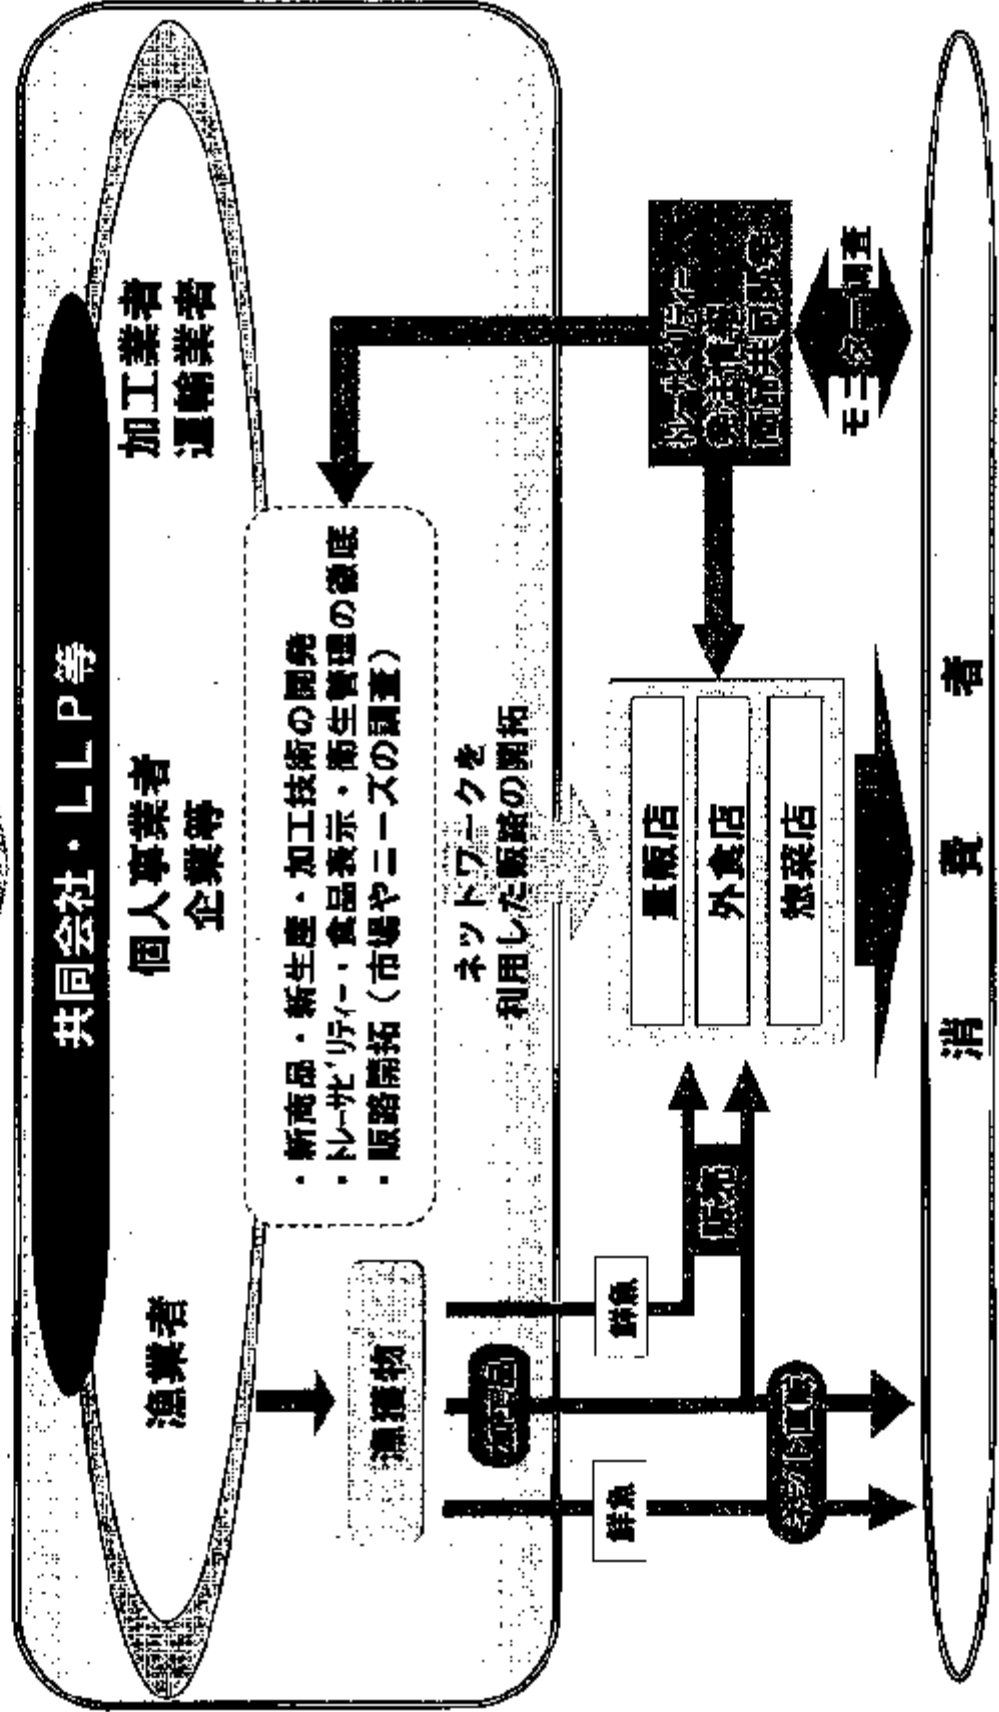 共同会社・LLP等
漁業者
個人事業者
企業等
加工業者
運輸業者
・新商品・新生産・加工技術の開発
・トレーサビリティー・食品表示・衛生管理の徹底
・販路開拓（市場やニーズの調査）
漁獲物
ネットワークを
利用した販路の開拓
加工品
鮮魚
鮮魚
量販店
外食店
惣菜店
モニター調査
消費者